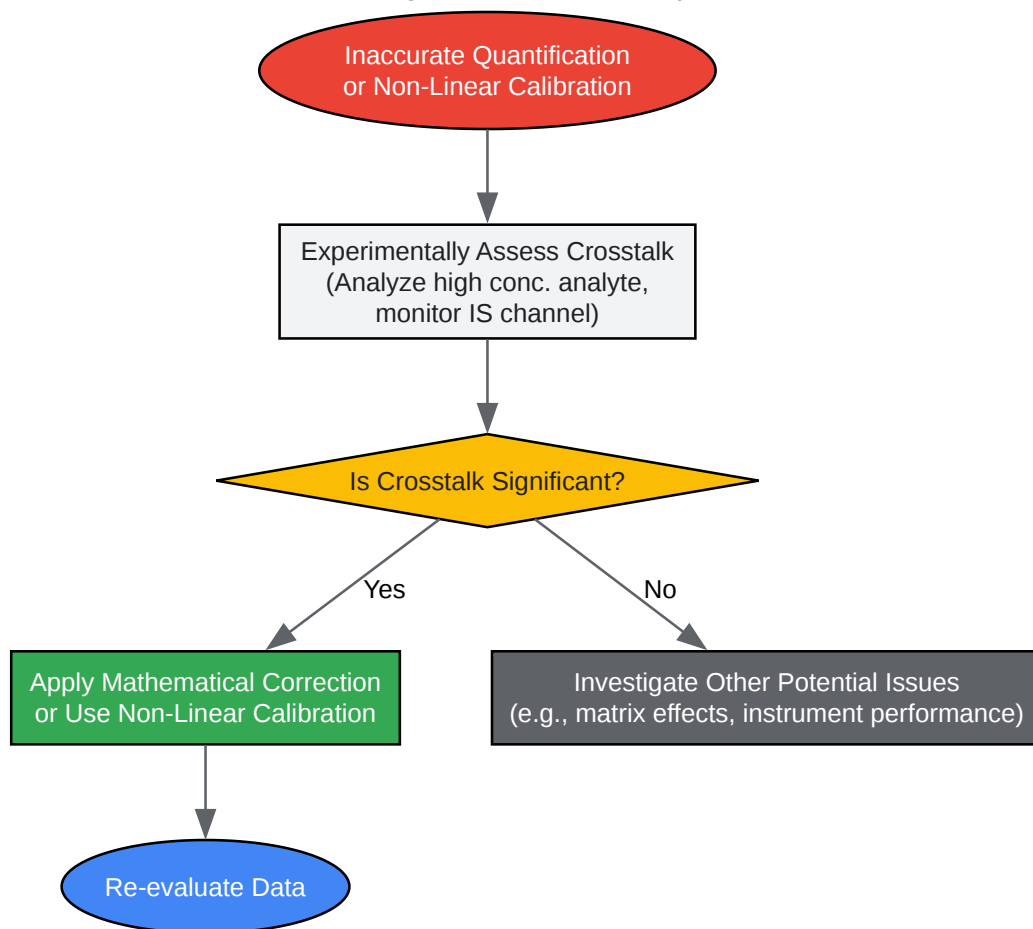 Inaccurate Quantification
or Non-Linear Calibration
Experimentally Assess Crosstalk
(Analyze high conc. analyte,
monitor IS channel)
Is Crosstalk Significant?
Yes
No
Apply Mathematical Correction
or Use Non-Linear Calibration
Investigate Other Potential Issues
(e.g., matrix effects, instrument performance)
Re-evaluate Data